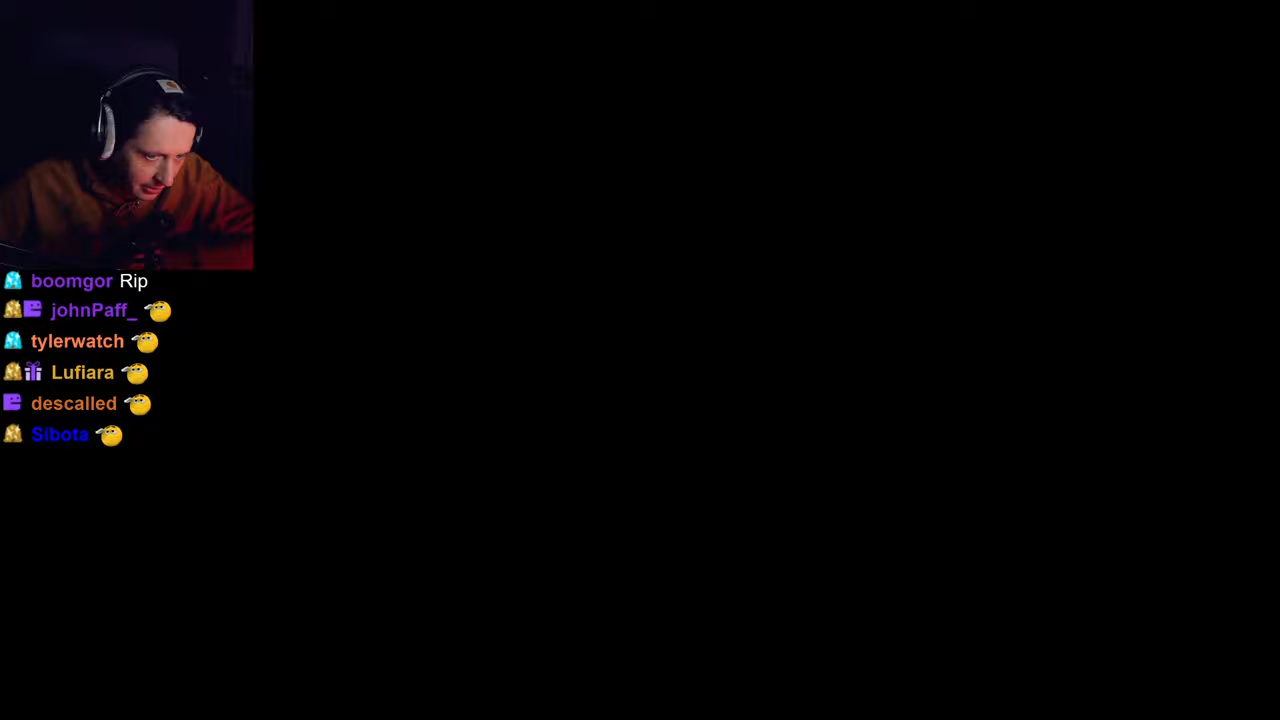 boomgor Rip
johnPaff_
tylerwatch
Lufiara
descalled
Sibota